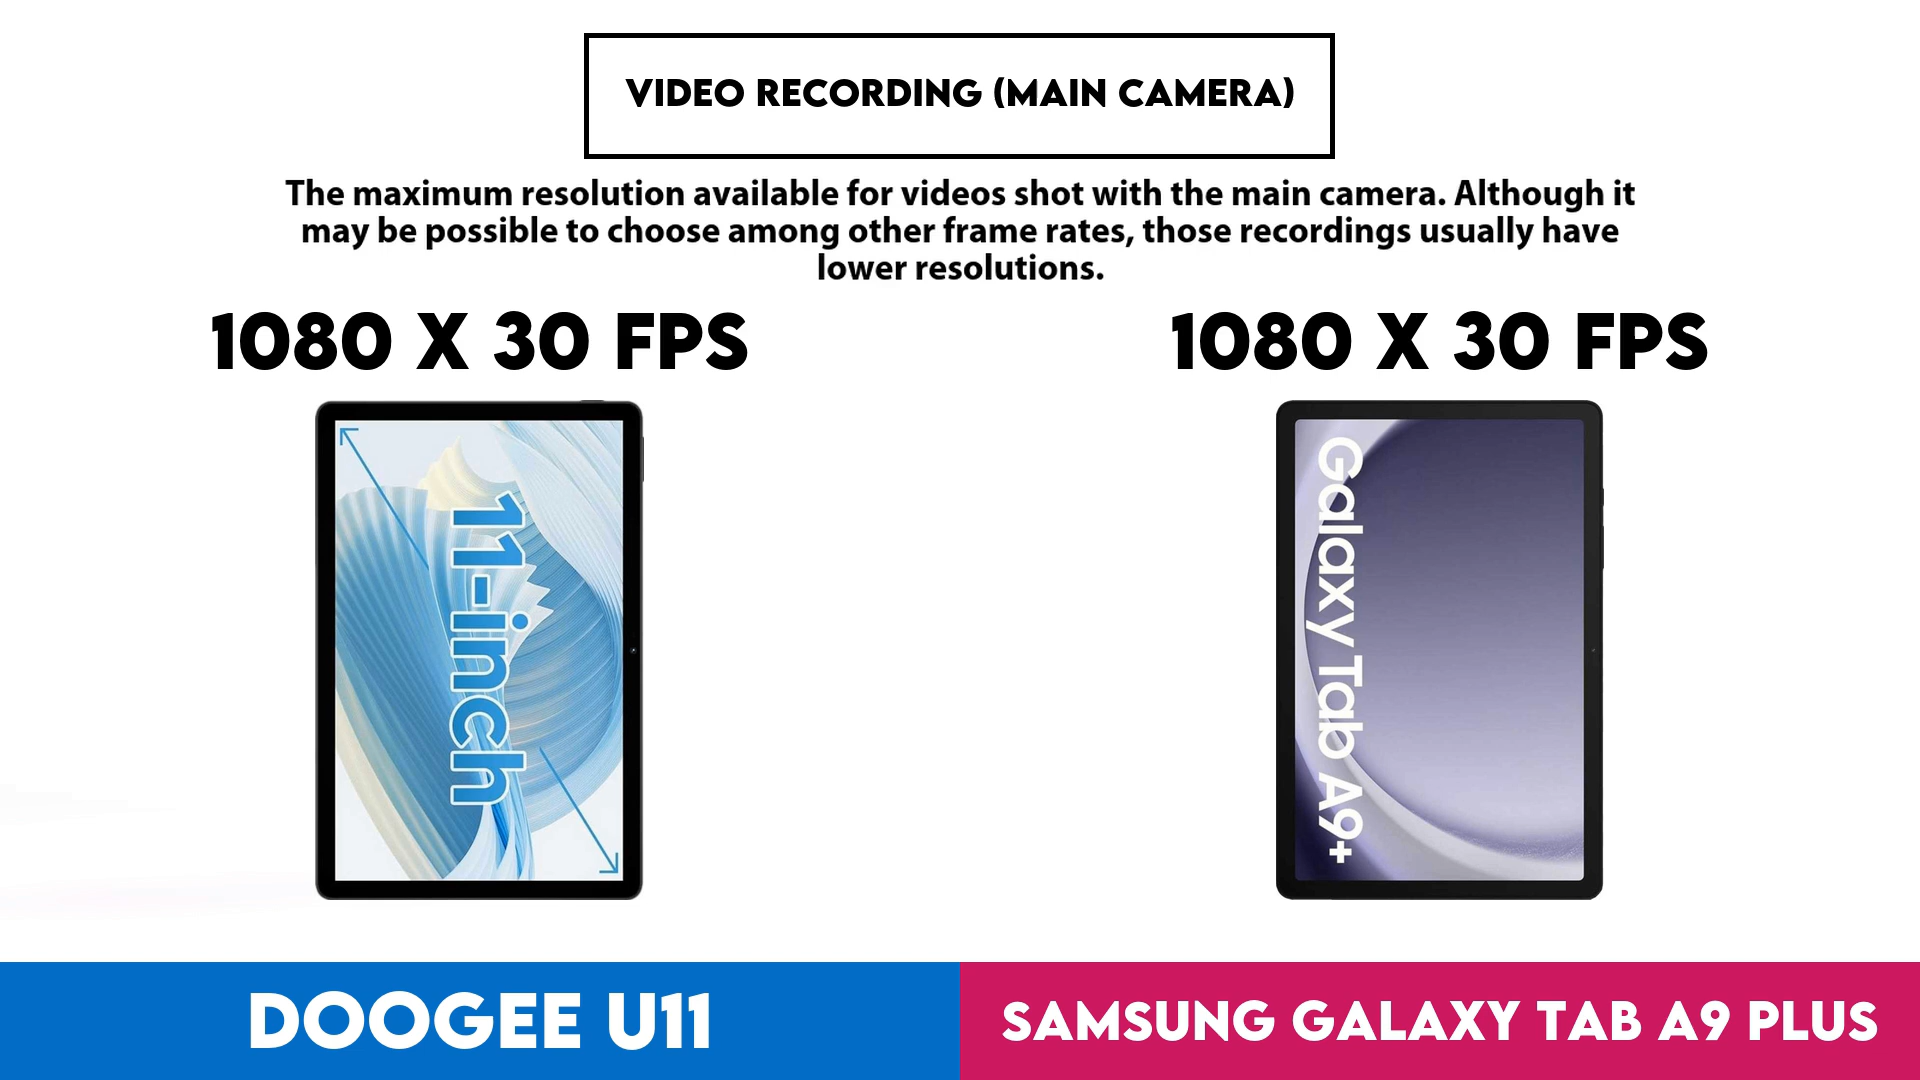 VIDEO RECORDING (MAIN CAMERA)
The maximum resolution available for videos shot with the main camera. Although it
may be possible to choose among other frame rates, those recordings usually have
lower resolutions.
1080 X 30 FPS
1080 X 30 FPS
11-inch
Galaxy Tab A9+
DOOGEE U11
SAMSUNG GALAXY TAB A9 PLUS